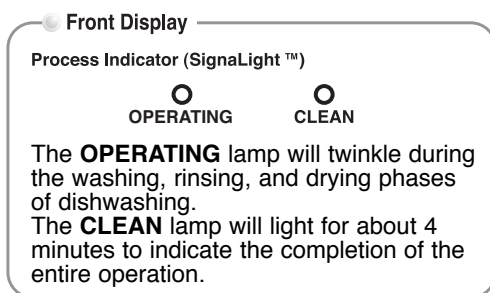 Front Display
Process Indicator (SignaLight ™)
OPERATING CLEAN
The OPERATING lamp will twinkle during
the washing, rinsing, and drying phases
of dishwashing.
The CLEAN lamp will light for about 4
minutes to indicate the completion of the
entire operation.